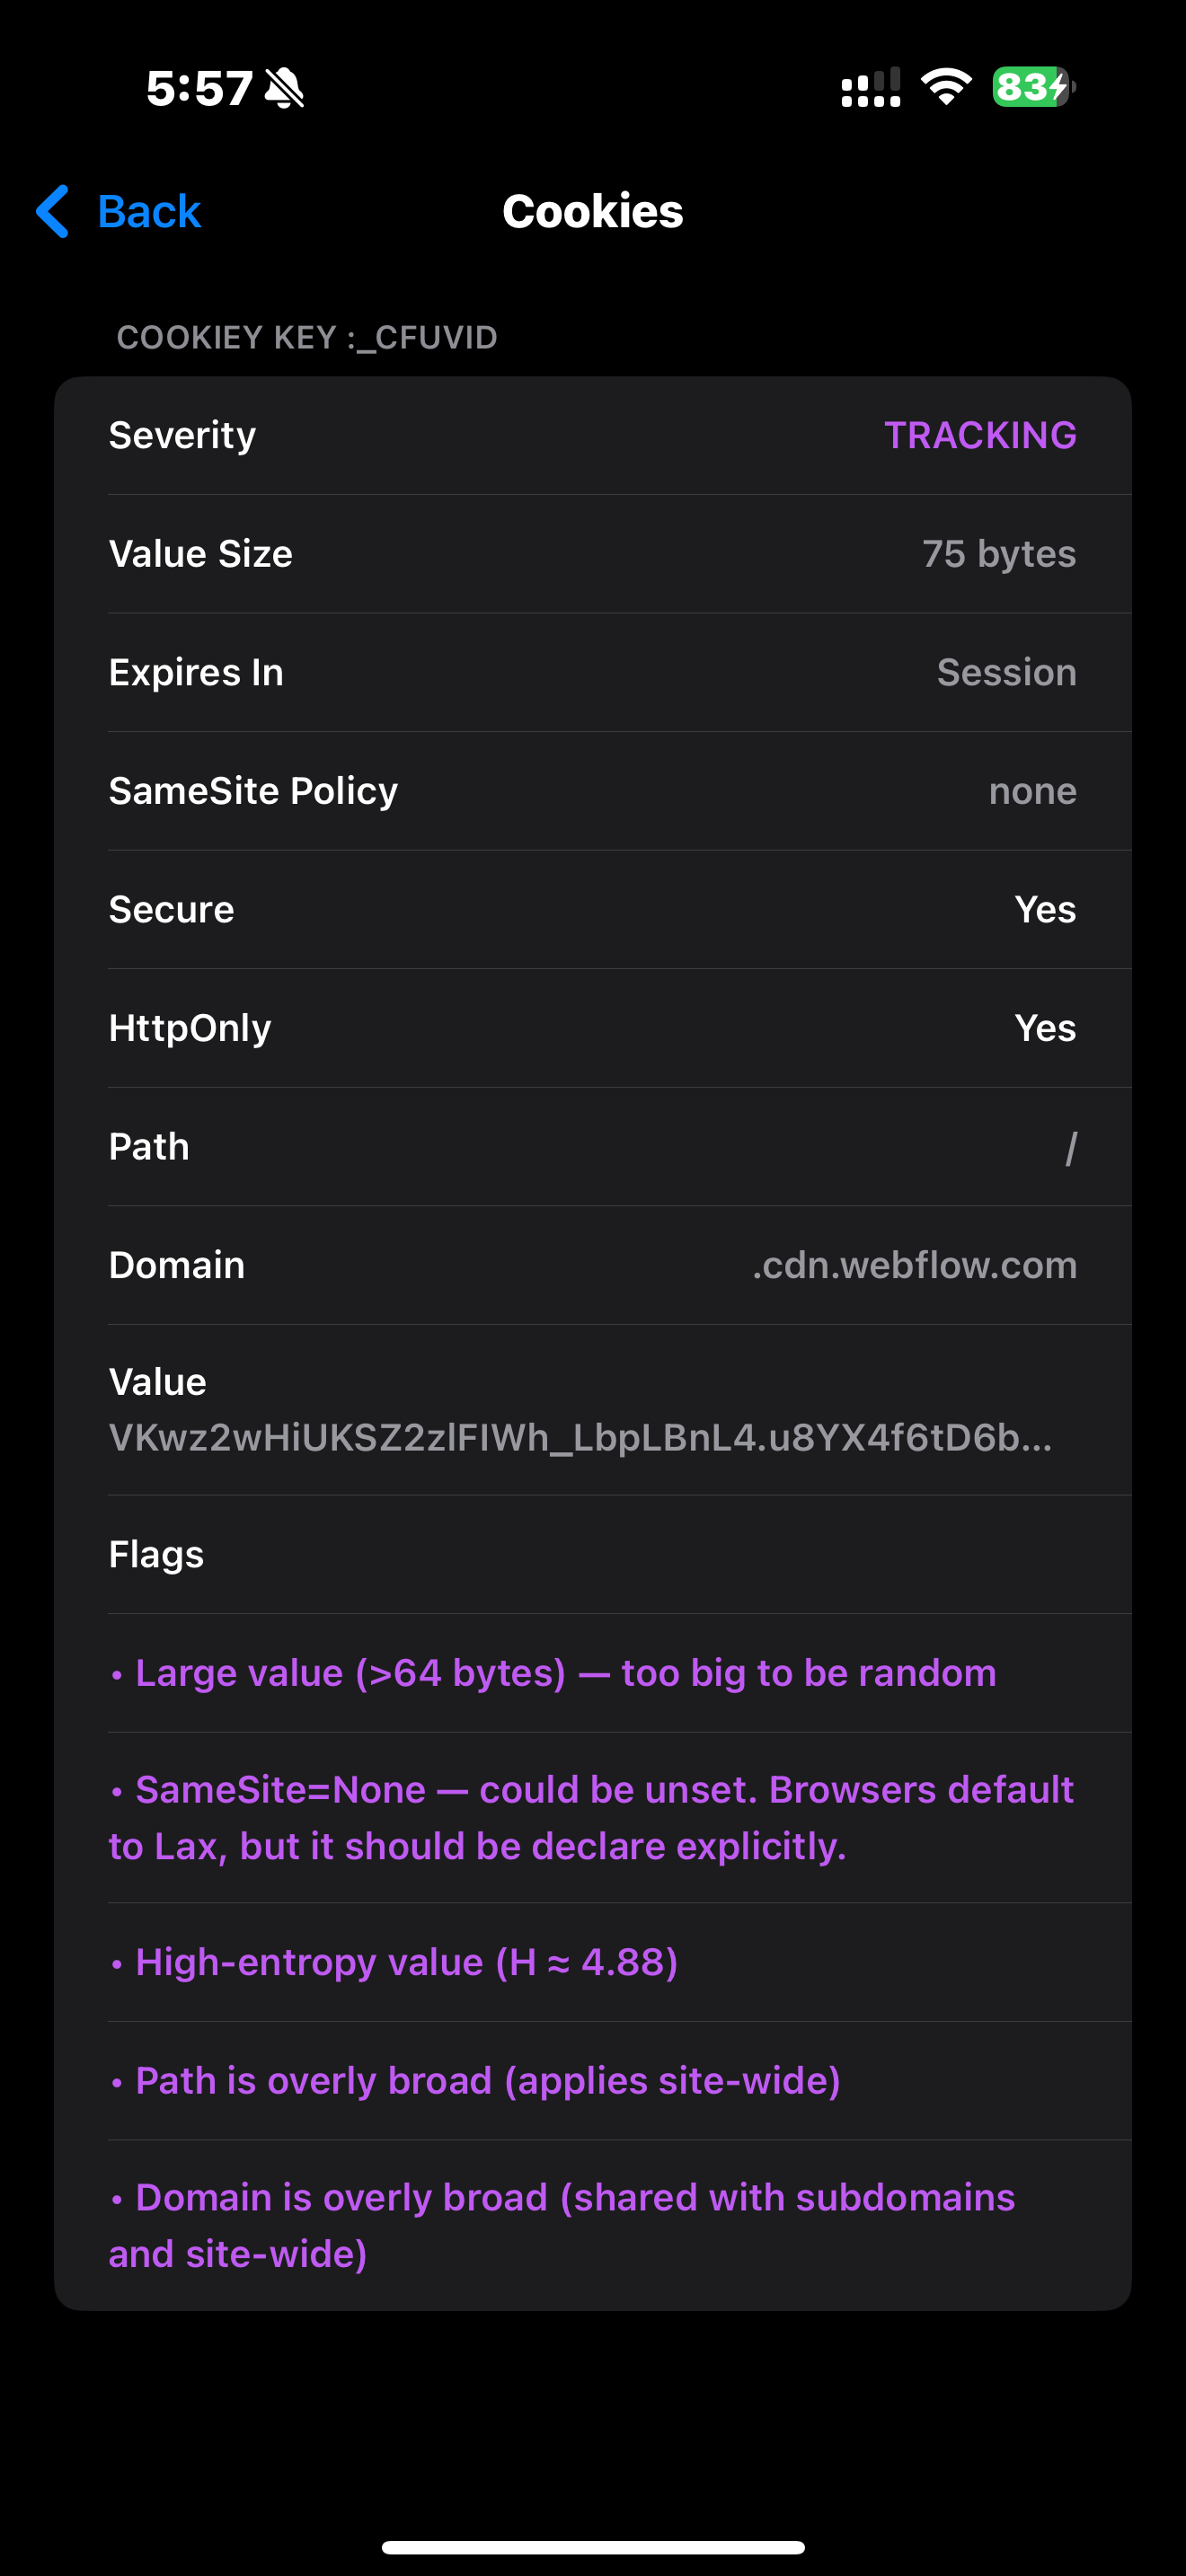 5:57
83
Back
Cookies
COOKIEY KEY :_CFUVID
Severity TRACKING
Value Size 75 bytes
Expires In Session
SameSite Policy none
Secure Yes
HttpOnly Yes
Path /
Domain .cdn.webflow.com
Value
VKwz2wHiUKSZ2zlFIWh_LbpLBnL4.u8YX4f6tD6b...
Flags
• Large value (>64 bytes) — too big to be random
• SameSite=None — could be unset. Browsers default
to Lax, but it should be declare explicitly.
• High-entropy value (H ≈ 4.88)
• Path is overly broad (applies site-wide)
• Domain is overly broad (shared with subdomains
and site-wide)